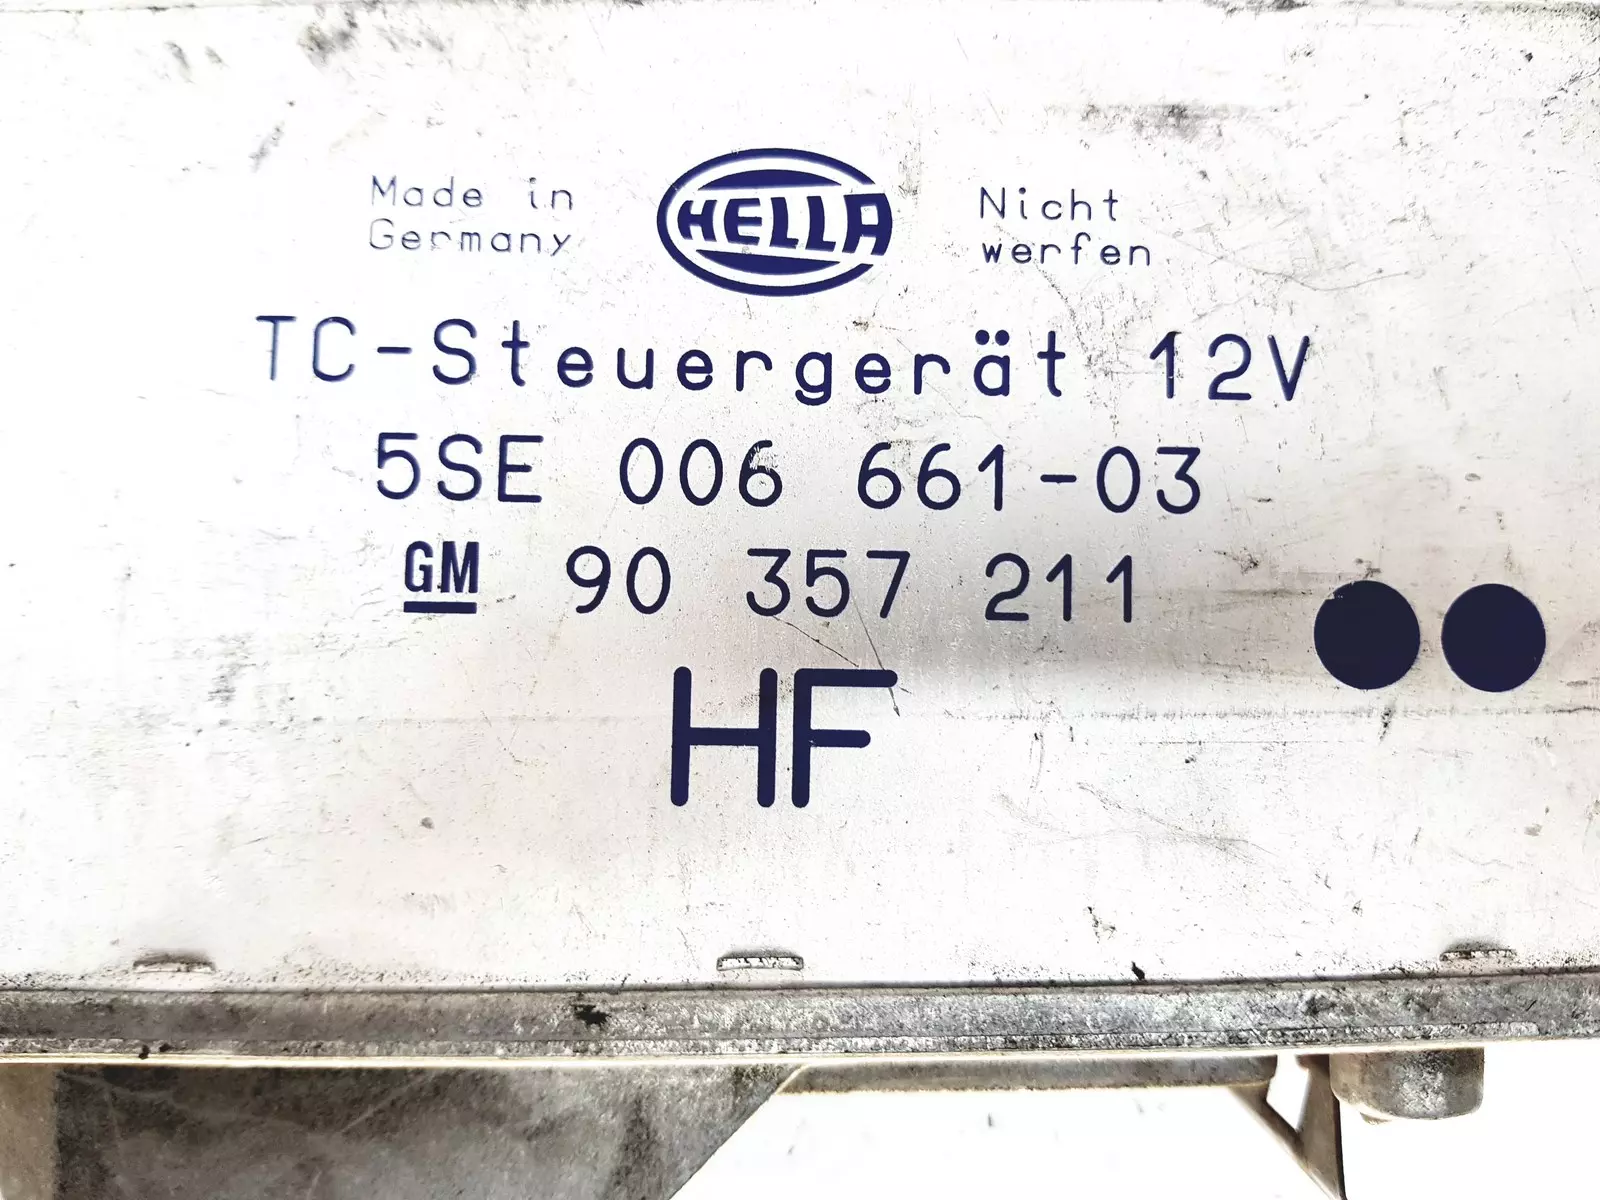 Made in
Germany
HELLA
Nicht
werfen
TC-Steuergerät 12V
5SE 006 661-03
GM 90 357 211
HF